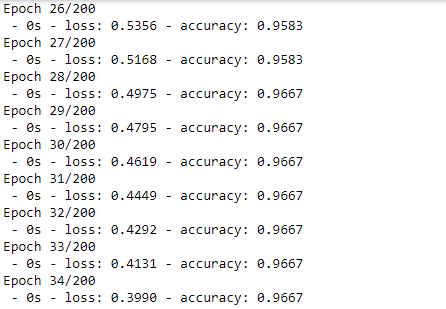 Epoch 26/200
 - 0s - loss: 0.5356 - accuracy: 0.9583
Epoch 27/200
 - 0s - loss: 0.5168 - accuracy: 0.9583
Epoch 28/200
 - 0s - loss: 0.4975 - accuracy: 0.9667
Epoch 29/200
 - 0s - loss: 0.4795 - accuracy: 0.9667
Epoch 30/200
 - 0s - loss: 0.4619 - accuracy: 0.9667
Epoch 31/200
 - 0s - loss: 0.4449 - accuracy: 0.9667
Epoch 32/200
 - 0s - loss: 0.4292 - accuracy: 0.9667
Epoch 33/200
 - 0s - loss: 0.4131 - accuracy: 0.9667
Epoch 34/200
 - 0s - loss: 0.3990 - accuracy: 0.9667